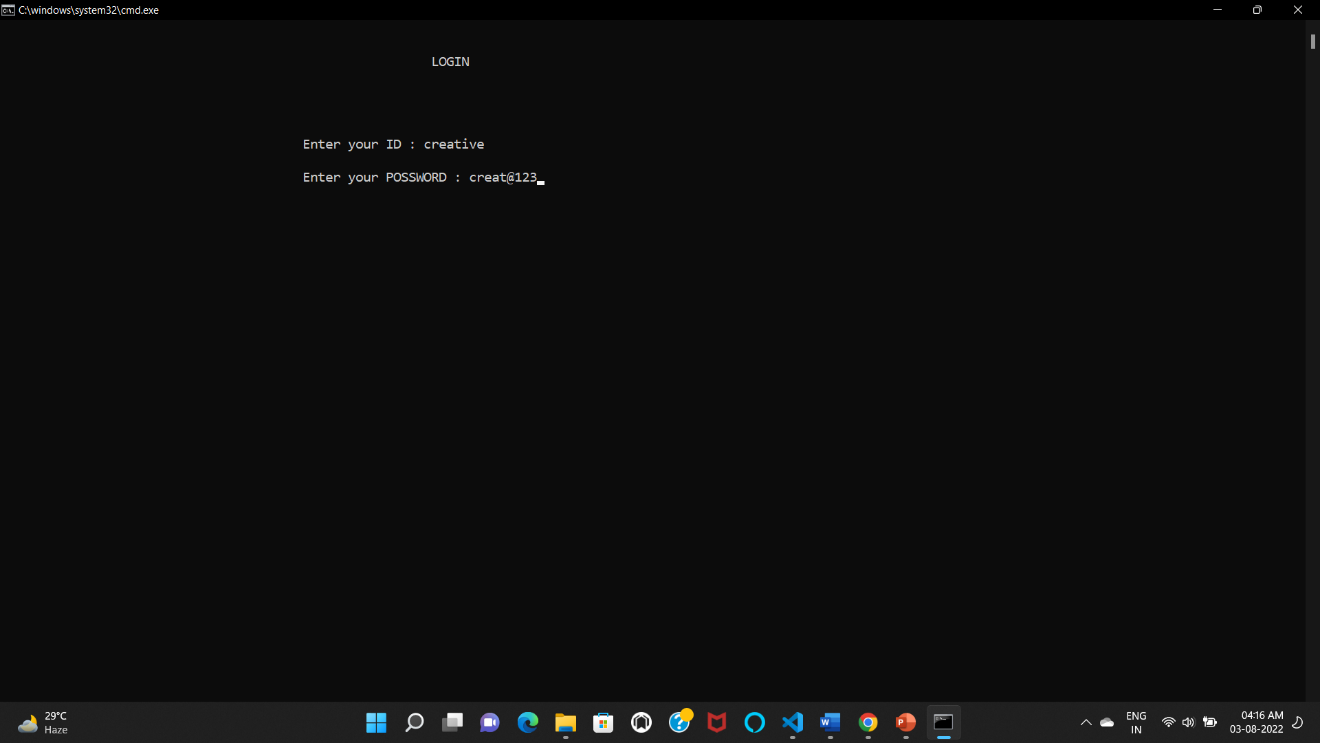 C:\windows\system32\cmd.exe
LOGIN
Enter your ID : creative
Enter your POSSWORD : creat@123
29°C
Haze
ENG
IN
04:16 AM
03-08-2022